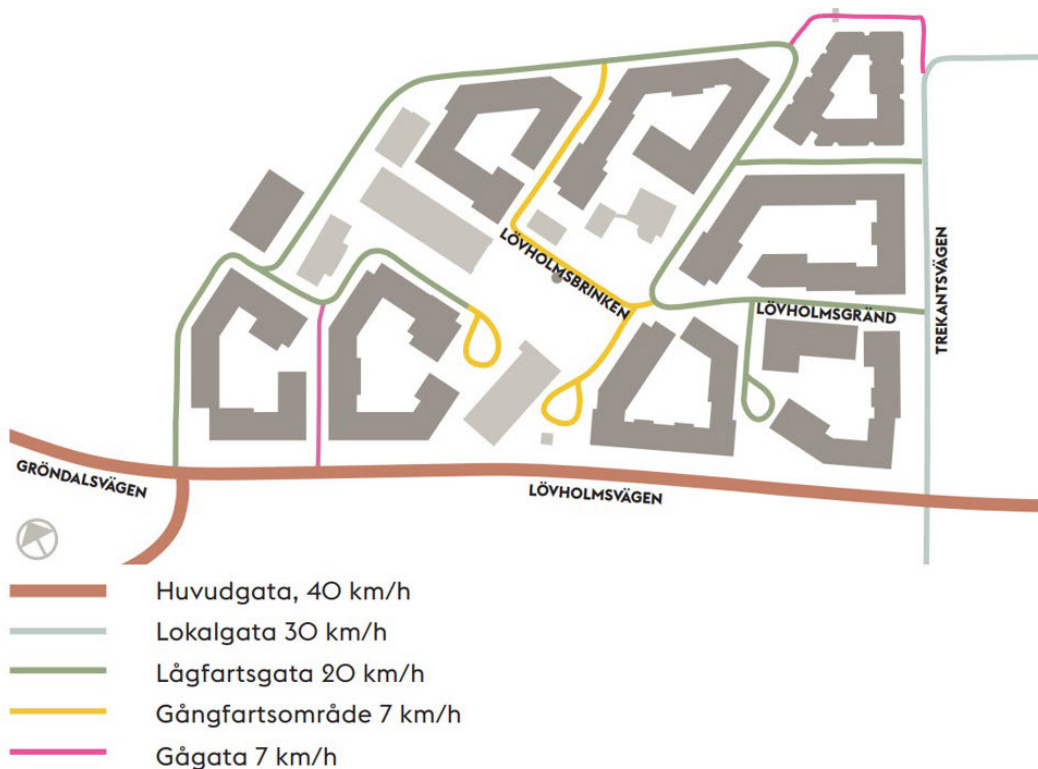 LÖVHOLMSBRINKEN
LÖVHOLMSGRÄND
TREKANTSVÄGEN
GRÖNDALSVÄGEN
LÖVHOLMSVÄGEN
Huvudgata, 40 km/h
Lokalgata 30 km/h
Lågfartsgata 20 km/h
Gångfartsområde 7 km/h
Gågata 7 km/h